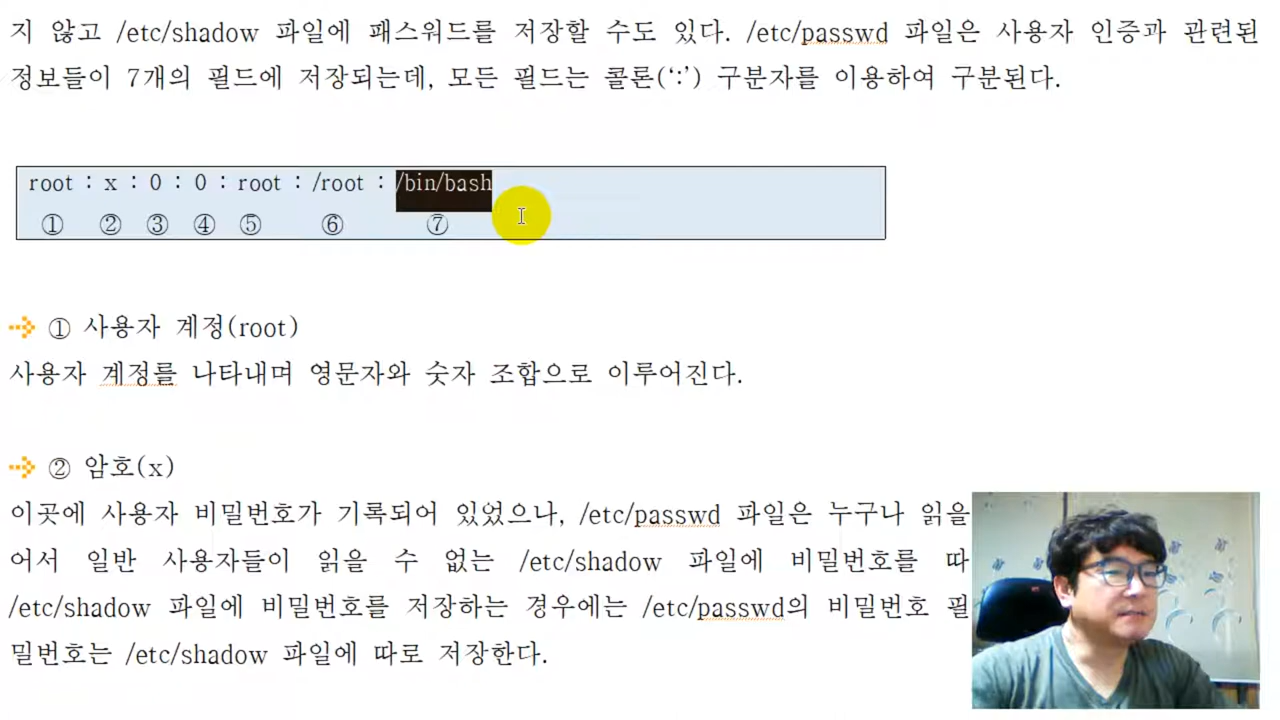 지 않고 /etc/shadow 파일에 패스워드를 저장할 수도 있다. /etc/passwd 파일은 사용자 인증과 관련된
정보들이 7개의 필드에 저장되는데, 모든 필드는 콜론(‘:’) 구분자를 이용하여 구분된다.
root : x : 0 : 0 : root : /root : /bin/bash
① ② ③ ④ ⑤ ⑥ ⑦
① 사용자 계정(root)
사용자 계정를 나타내며 영문자와 숫자 조합으로 이루어진다.
② 암호(x)
이곳에 사용자 비밀번호가 기록되어 있었으나, /etc/passwd 파일은 누구나 읽을
어서 일반 사용자들이 읽을 수 없는 /etc/shadow 파일에 비밀번호를 따
/etc/shadow 파일에 비밀번호를 저장하는 경우에는 /etc/passwd의 비밀번호 필
밀번호는 /etc/shadow 파일에 따로 저장한다.